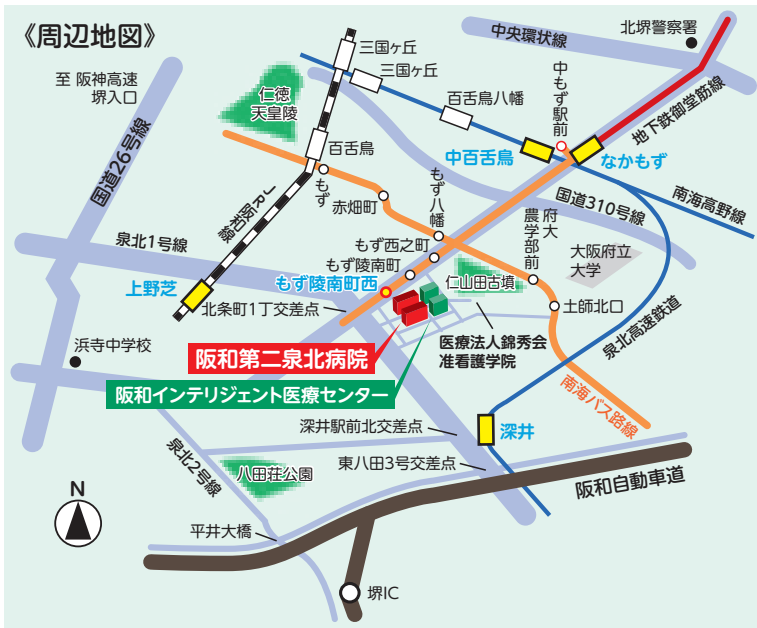 《周辺地図》
至 阪神高速
堺入口
国道26号線
仁徳
天皇陵
三国ヶ丘
三国ヶ丘
百舌鳥八幡
中もず駅前
中央環状線
北堺警察署
地下鉄御堂筋線
百舌鳥
もず
赤畑町
もず八幡
中百舌鳥
なかもず
国道310号線
南海高野線
JR阪和線
泉北1号線
もず西之町
もず陵南町
もず陵南町西
府大
農学部前
大阪府立
大学
上野芝
北条町1丁交差点
仁山田古墳
土師北口
浜寺中学校
阪和第二泉北病院
医療法人錦秀会
准看護学院
泉北高速鉄道
阪和インテリジェント医療センター
南海バス路線
深井駅前北交差点
深井
泉北2号線
八田荘公園
東八田3号交差点
阪和自動車道
N
平井大橋
堺IC